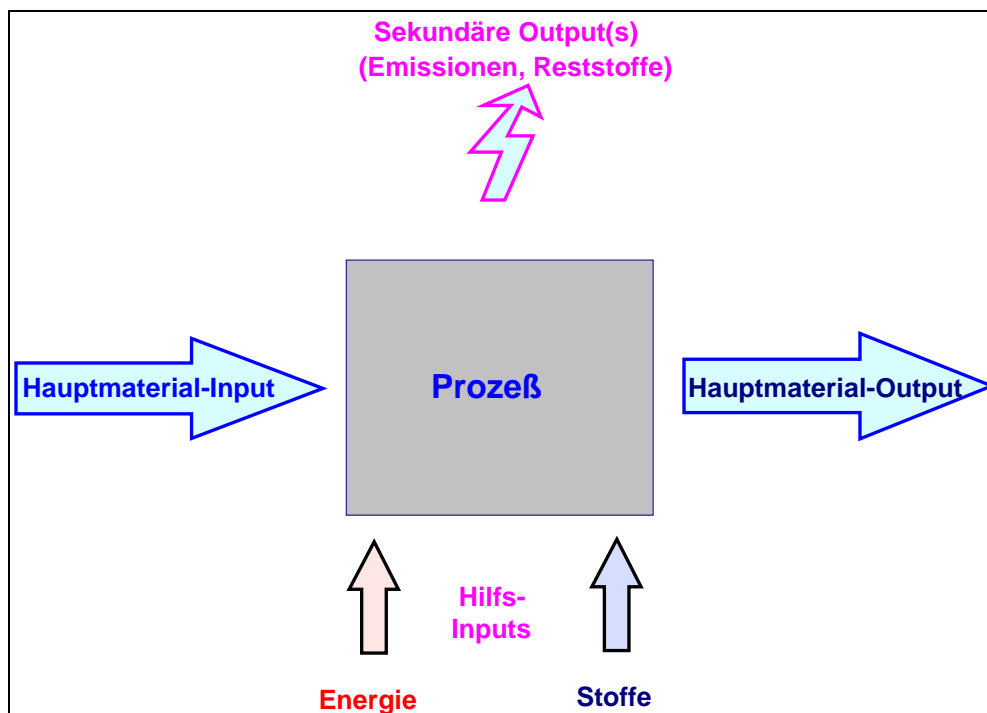 Sekundäre Output(s)
(Emissionen, Reststoffe)
Hauptmaterial-Input
Prozeß
Hauptmaterial-Output
Hilfs-
Inputs
Energie
Stoffe